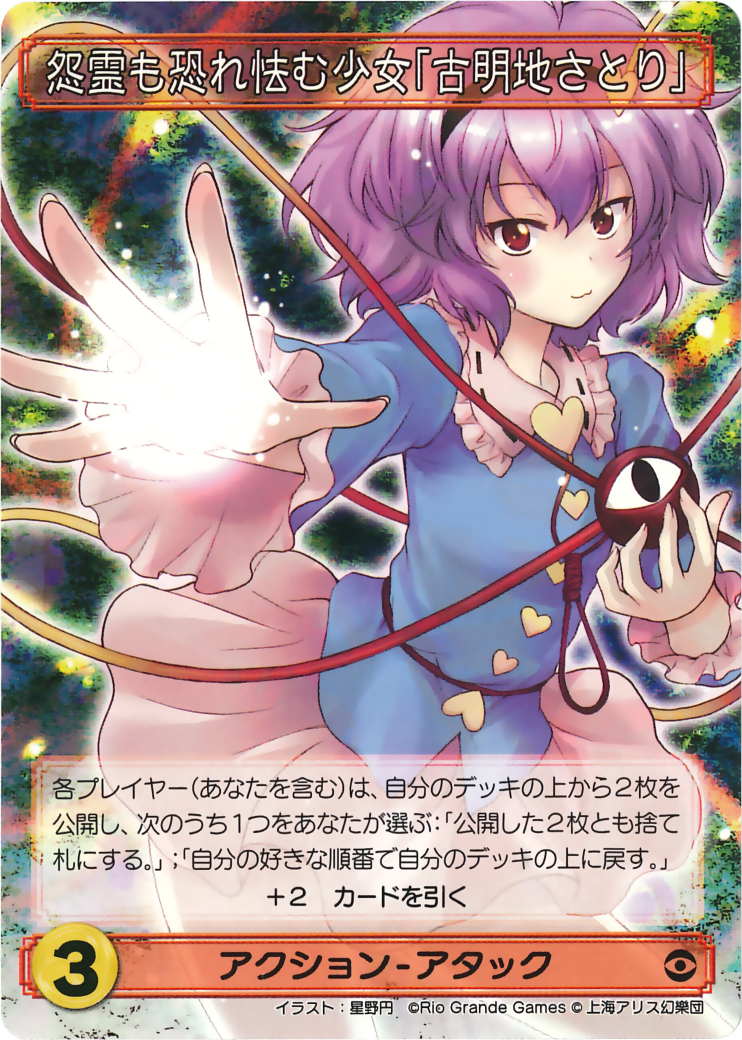 怨霊も恐れ怯む少女「古明地さとり」
各プレイヤー(あなたを含む)は、自分のデッキの上から2枚を
公開し、次のうち1つをあなたが選ぶ:「公開した2枚とも捨て
札にする。」;「自分の好きな順番で自分のデッキの上に戻す。」
+2 カードを引く
3 アクション-アタック
イラスト:星野円 ©Rio Grande Games © 上海アリス幻樂団